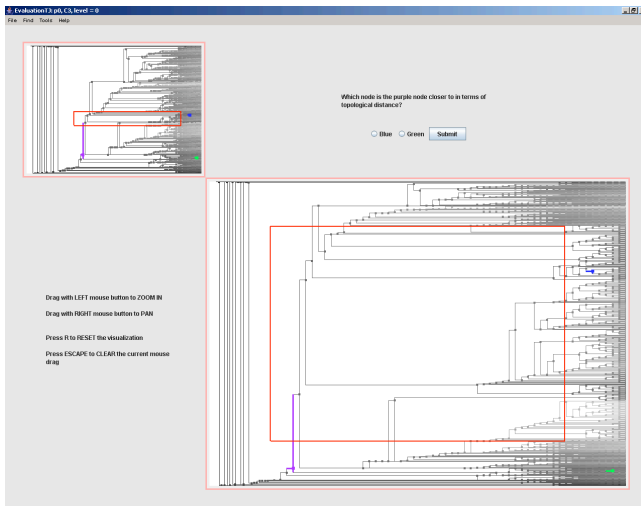 EvaluationT3: p0, C3, level = 0
File Find Tools Help
Which node is the purple node closer to in terms of
topological distance?
Blue Green Submit
Drag with LEFT mouse button to ZOOM IN
Drag with RIGHT mouse button to PAN
Press R to RESET the visualization
Press ESCAPE to CLEAR the current mouse
drag